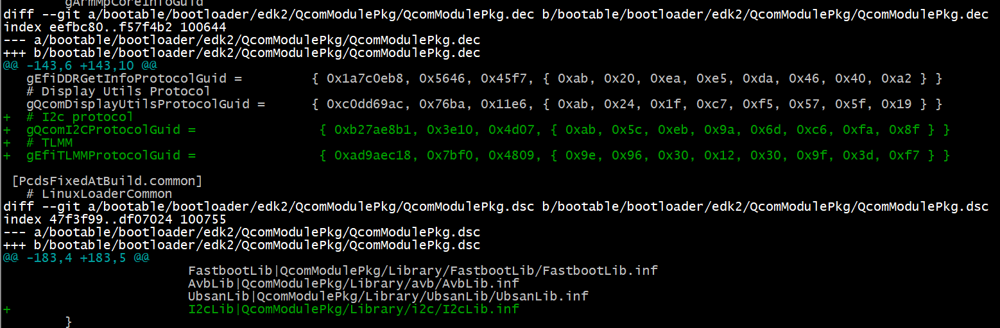 gArmMpCoreInfoGuid
diff --git a/bootable/bootloader/edk2/QcomModulePkg/QcomModulePkg.dec b/bootable/bootloader/edk2/QcomModulePkg/QcomModulePkg.dec
index eefbc80..f57f4b2 100644
--- a/bootable/bootloader/edk2/QcomModulePkg/QcomModulePkg.dec
+++ b/bootable/bootloader/edk2/QcomModulePkg/QcomModulePkg.dec
@@ -143,6 +143,10 @@
gEfiDDRGetInfoProtocolGuid = { 0x1a7c0eb8, 0x5646, 0x45f7, { 0xab, 0x20, 0xea, 0xe5, 0xda, 0x46, 0x40, 0xa2 } }
# Display Utils Protocol
gQcomDisplayUtilsProtocolGuid = { 0xc0dd69ac, 0x76ba, 0x11e6, { 0xab, 0x24, 0x1f, 0xc7, 0xf5, 0x57, 0x5f, 0x19 } }
+ # I2c protocol
+ gQcomI2CProtocolGuid = { 0xb27ae8b1, 0x3e10, 0x4d07, { 0xab, 0x5c, 0xeb, 0x9a, 0x6d, 0xc6, 0xfa, 0x8f } }
+ # TLMM
+ gEfiTLMMProtocolGuid = { 0xad9aec18, 0x7bf0, 0x4809, { 0x9e, 0x96, 0x30, 0x12, 0x30, 0x9f, 0x3d, 0xf7 } }
[PcdsFixedAtBuild.common]
# LinuxLoaderCommon
diff --git a/bootable/bootloader/edk2/QcomModulePkg/QcomModulePkg.dsc b/bootable/bootloader/edk2/QcomModulePkg/QcomModulePkg.dsc
index 47f3f99..df07024 100755
--- a/bootable/bootloader/edk2/QcomModulePkg/QcomModulePkg.dsc
+++ b/bootable/bootloader/edk2/QcomModulePkg/QcomModulePkg.dsc
@@ -183,4 +183,5 @@
FastbootLib|QcomModulePkg/Library/FastbootLib/FastbootLib.inf
AvbLib|QcomModulePkg/Library/avb/AvbLib.inf
UbsanLib|QcomModulePkg/Library/UbsanLib/UbsanLib.inf
+ I2cLib|QcomModulePkg/Library/i2c/I2cLib.inf
}